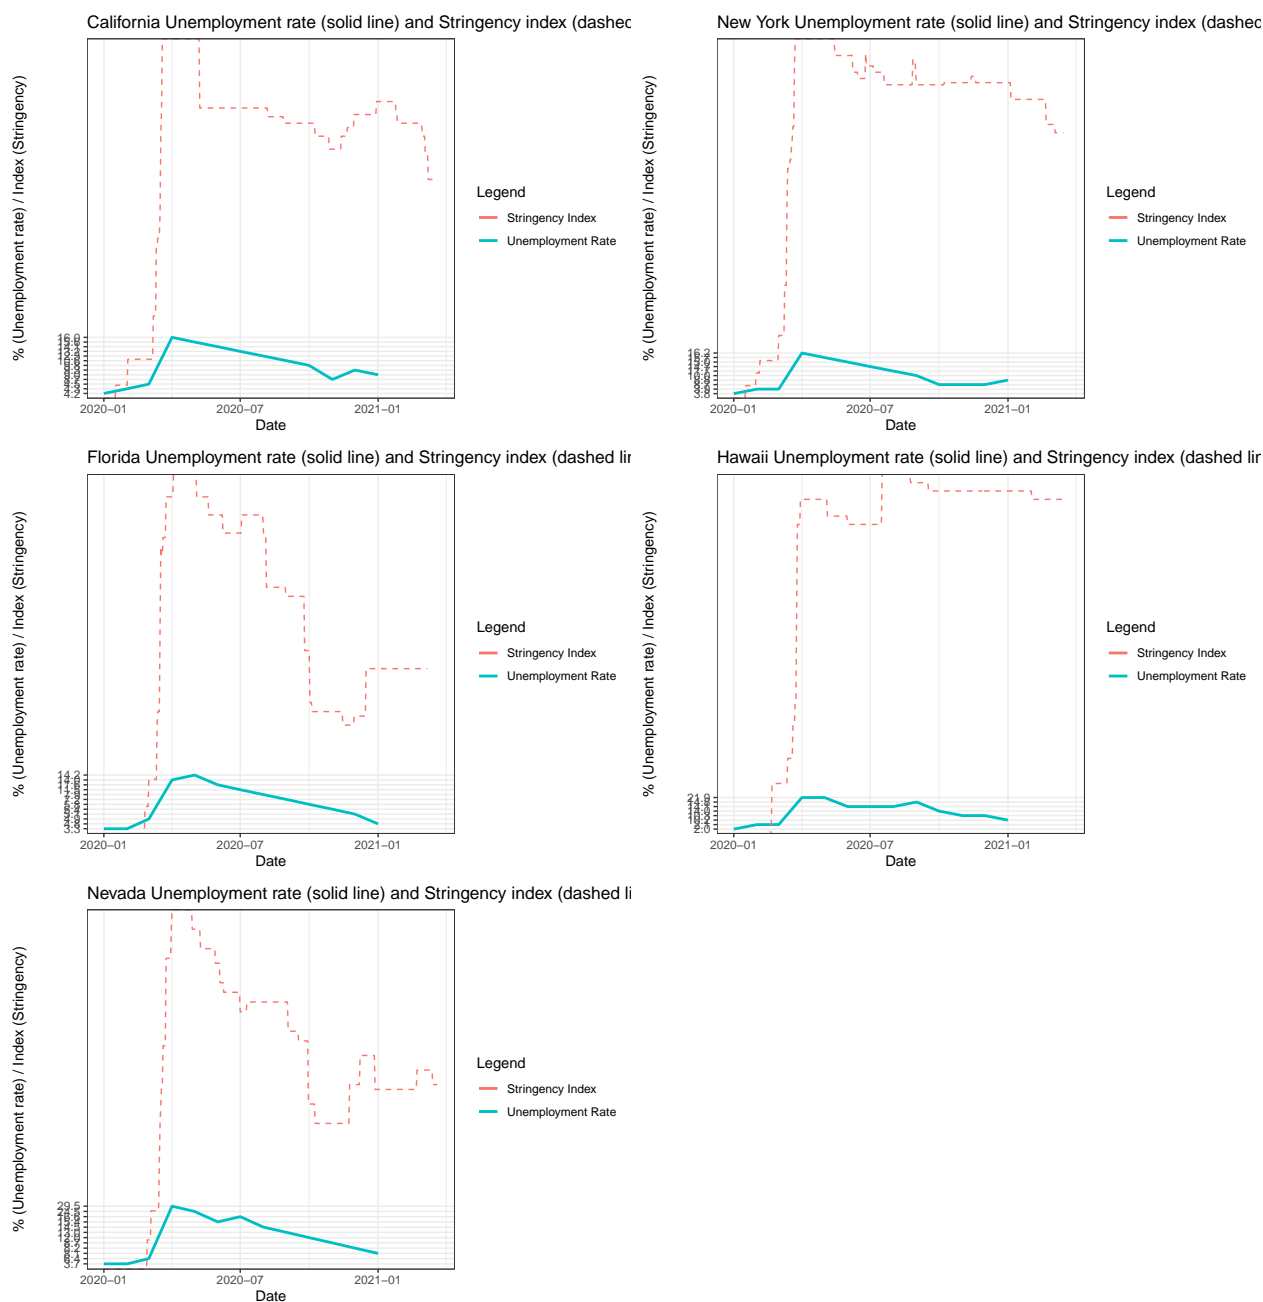 California Unemployment rate (solid line) and Stringency index (dashed
% (Unemployment rate) / Index (Stringency)
16.0
4.2
2020−01
2020−07
2021−01
Date
Legend
Stringency Index
Unemployment Rate
New York Unemployment rate (solid line) and Stringency index (dashed
% (Unemployment rate) / Index (Stringency)
16.2
3.8
2020−01
2020−07
2021−01
Date
Legend
Stringency Index
Unemployment Rate
Florida Unemployment rate (solid line) and Stringency index (dashed lin
% (Unemployment rate) / Index (Stringency)
14.2
3.3
2020−01
2020−07
2021−01
Date
Legend
Stringency Index
Unemployment Rate
Hawaii Unemployment rate (solid line) and Stringency index (dashed lin
% (Unemployment rate) / Index (Stringency)
21.9
2.0
2020−01
2020−07
2021−01
Date
Legend
Stringency Index
Unemployment Rate
Nevada Unemployment rate (solid line) and Stringency index (dashed li
% (Unemployment rate) / Index (Stringency)
29.5
3.7
2020−01
2020−07
2021−01
Date
Legend
Stringency Index
Unemployment Rate